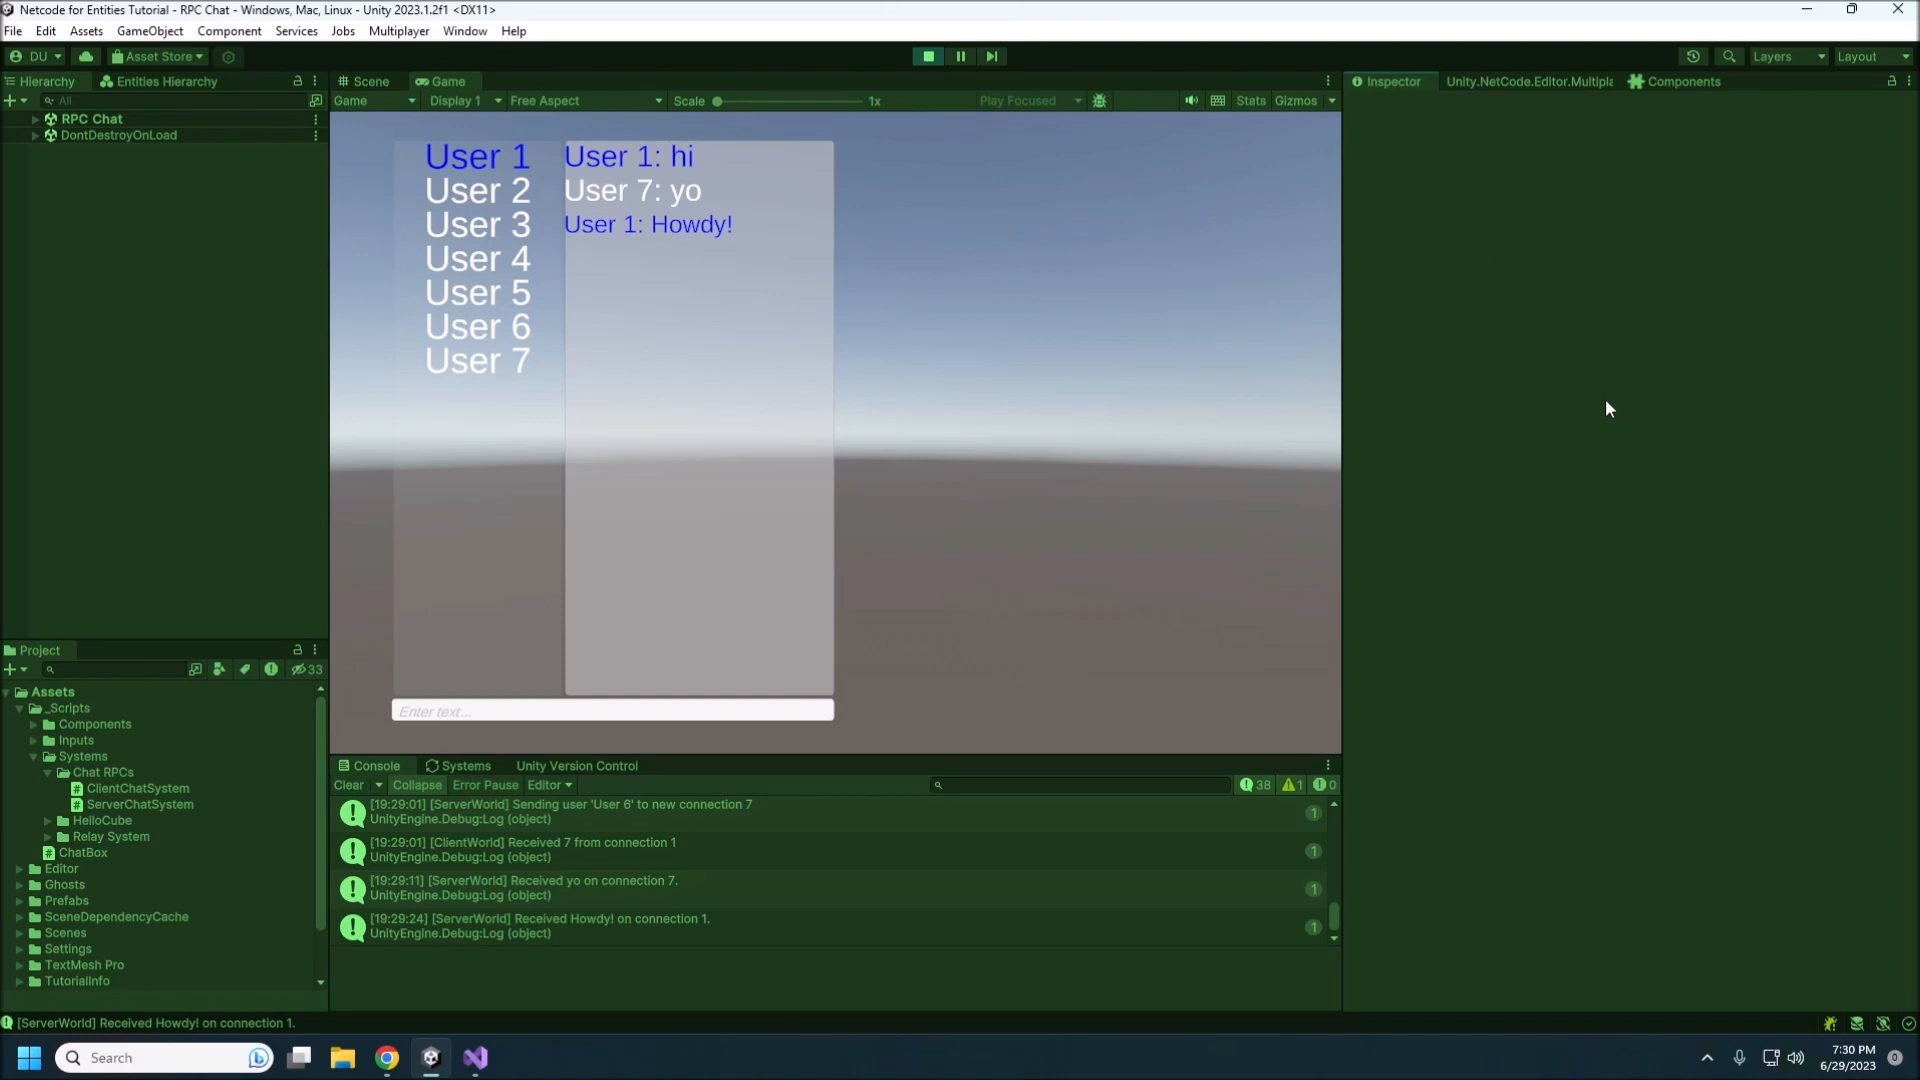 Netcode for Entities Tutorial - RPC Chat - Windows, Mac, Linux - Unity 2023.1.2f1 <DX11>
File Edit Assets GameObject Component Services Jobs Multiplayer Window Help
DU Asset Store Layers Layout
Hierarchy Entities Hierarchy Scene Game Inspector Unity.NetCode.Editor.Multipla Components
All Game Display 1 Free Aspect Scale 1x Play Focused Stats Gizmos
RPC Chat
DontDestroyOnLoad
User 1
User 2
User 3
User 4
User 5
User 6
User 7
User 1: hi
User 7: yo
User 1: Howdy!
Enter text...
Project
33
Assets
_Scripts
Components
Inputs
Systems
Chat RPCs
ClientChatSystem
ServerChatSystem
HelloCube
Relay System
ChatBox
Editor
Ghosts
Prefabs
SceneDependencyCache
Scenes
Settings
TextMesh Pro
TutorialInfo
Console Systems Unity Version Control
Clear Collapse Error Pause Editor 38 1 0
[19:29:01] [ServerWorld] Sending user 'User 6' to new connection 7
UnityEngine.Debug:Log (object)
1
[19:29:01] [ClientWorld] Received 7 from connection 1
UnityEngine.Debug:Log (object)
1
[19:29:11] [ServerWorld] Received yo on connection 7.
UnityEngine.Debug:Log (object)
1
[19:29:24] [ServerWorld] Received Howdy! on connection 1.
UnityEngine.Debug:Log (object)
1
[ServerWorld] Received Howdy! on connection 1.
Search
7:30 PM
6/29/2023
0